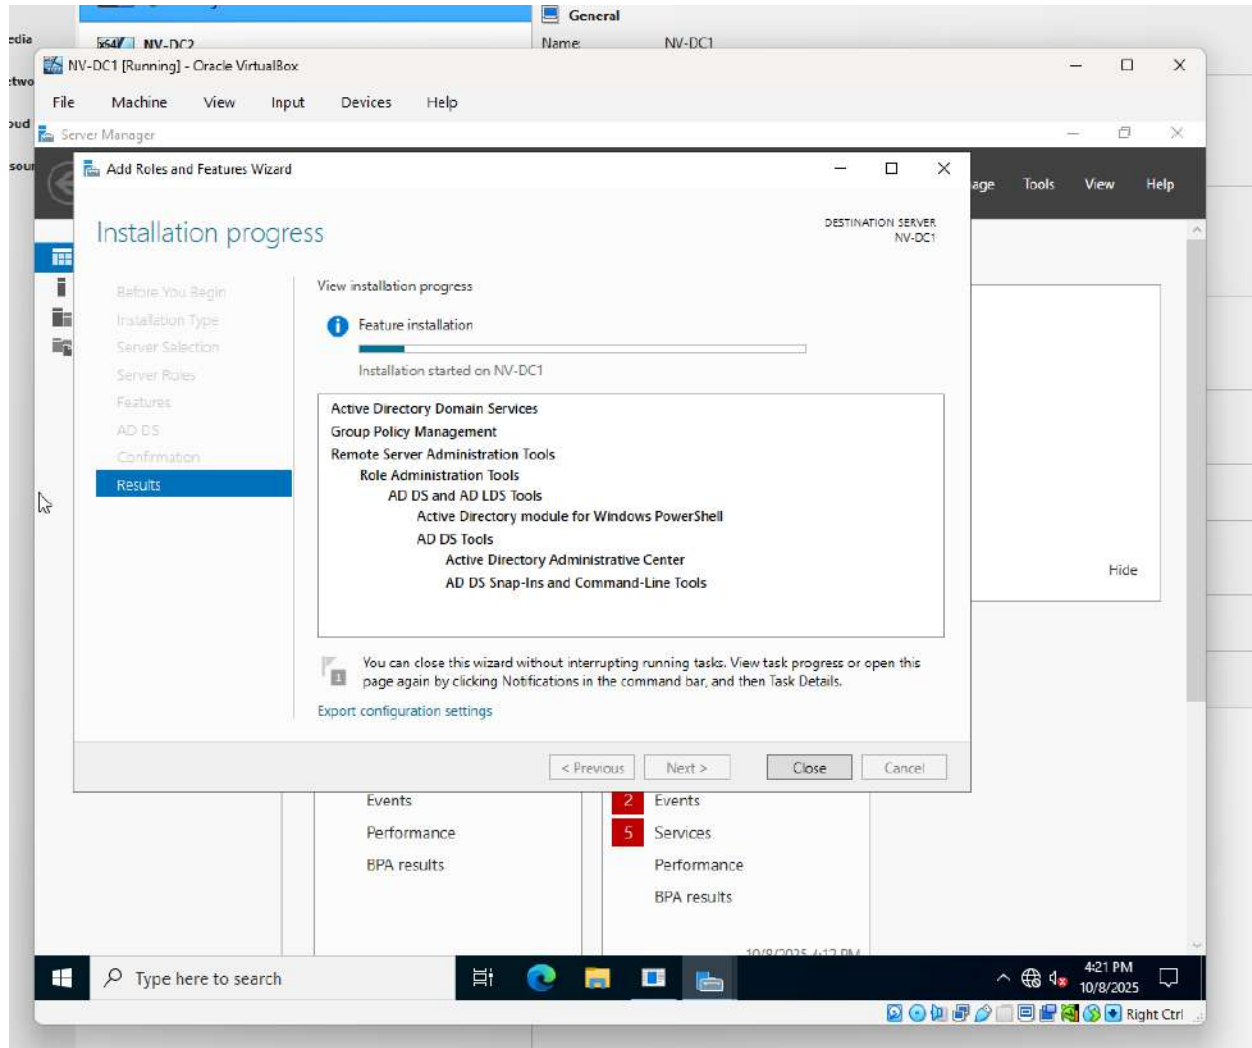 General
edia
NV-DC2
Name:
NV-DC1
NV-DC1 [Running] - Oracle VirtualBox
File Machine View Input Devices Help
Server Manager
Add Roles and Features Wizard
Tools View Help
Installation progress
DESTINATION SERVER
NV-DC1
Before You Begin
Installation Type
Server Selection
Server Roles
Features
AD DS
Confirmation
Results
View installation progress
Feature installation
Installation started on NV-DC1
Active Directory Domain Services
Group Policy Management
Remote Server Administration Tools
Role Administration Tools
AD DS and AD LDS Tools
Active Directory module for Windows PowerShell
AD DS Tools
Active Directory Administrative Center
AD DS Snap-Ins and Command-Line Tools
Hide
1
You can close this wizard without interrupting running tasks. View task progress or open this
page again by clicking Notifications in the command bar, and then Task Details.
Export configuration settings
< Previous
Next >
Close
Cancel
Events
Performance
BPA results
2 Events
5 Services
Performance
BPA results
10/8/2025 4:12 PM
Type here to search
4:21 PM
10/8/2025
Right Ctrl